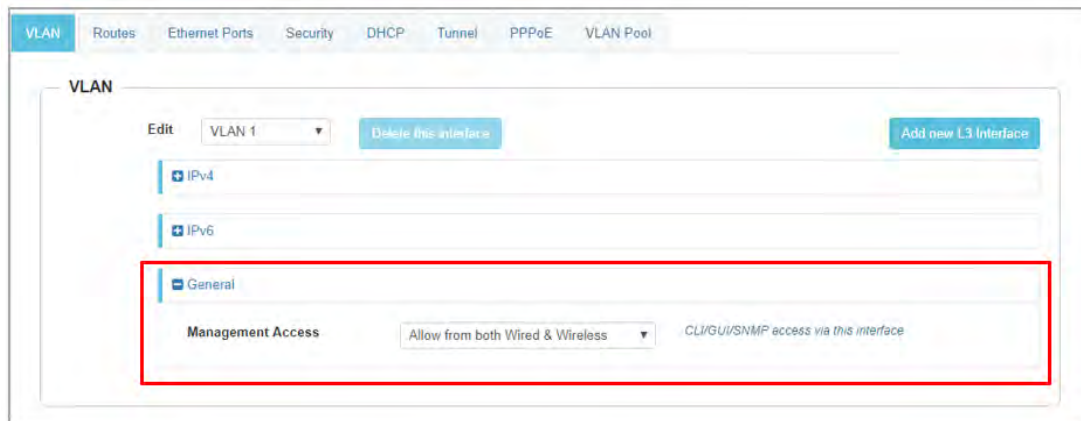 VLAN Routes Ethernet Ports Security DHCP Tunnel PPPoE VLAN Pool
VLAN
Edit VLAN 1 Delete this interface Add new L3 Interface
IPv4
IPv6
General
Management Access Allow from both Wired & Wireless CLI/GUI/SNMP access via this interface